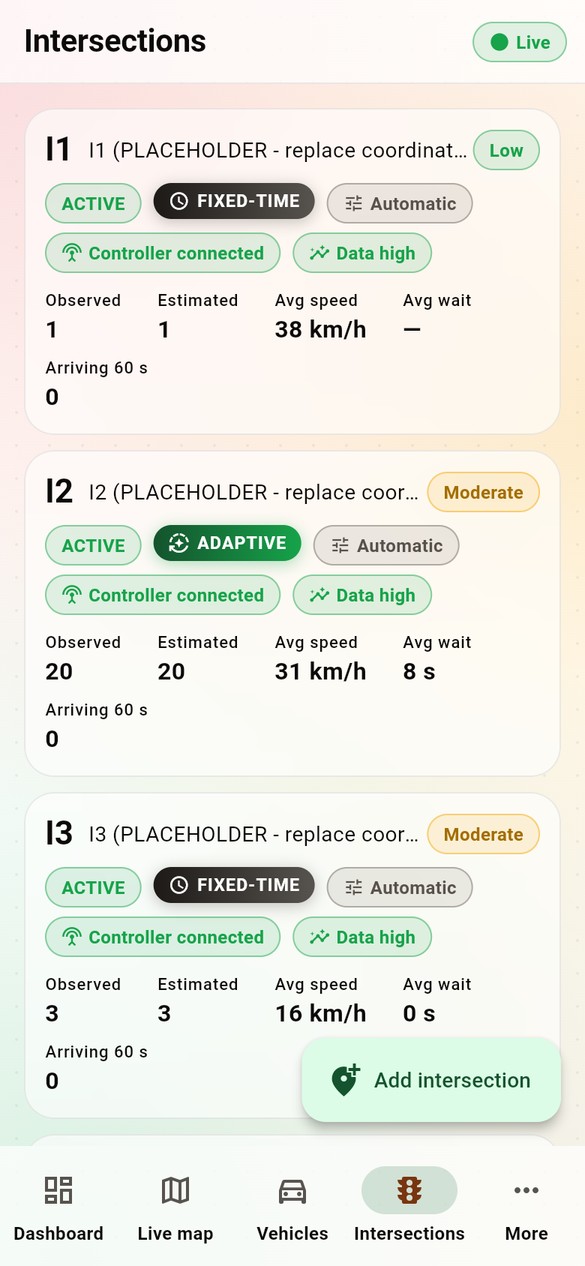 Intersections
Live
I1 I1 (PLACEHOLDER - replace coordinat... Low
ACTIVE FIXED-TIME Automatic
Controller connected Data high
Observed Estimated Avg speed Avg wait
1 1 38 km/h —
Arriving 60 s
0
I2 I2 (PLACEHOLDER - replace coor... Moderate
ACTIVE ADAPTIVE Automatic
Controller connected Data high
Observed Estimated Avg speed Avg wait
20 20 31 km/h 8 s
Arriving 60 s
0
I3 I3 (PLACEHOLDER - replace coor... Moderate
ACTIVE FIXED-TIME Automatic
Controller connected Data high
Observed Estimated Avg speed Avg wait
3 3 16 km/h 0 s
Arriving 60 s
0
Add intersection
Dashboard Live map Vehicles Intersections More